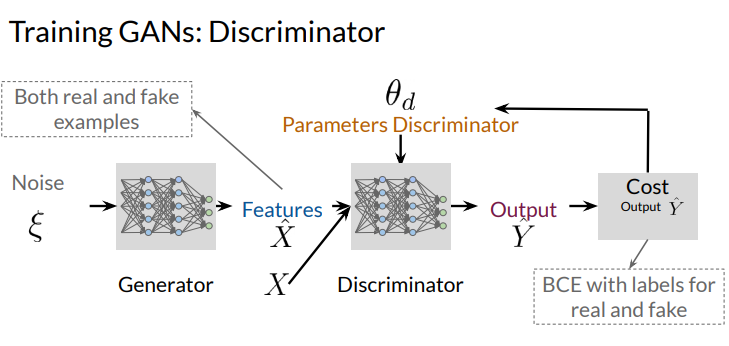 Training GANs: Discriminator
Both real and fake
examples
θd
Parameters Discriminator
Noise
ξ
Features
X̂
X
Output
Ŷ
Cost
Output Ŷ
Generator
Discriminator
BCE with labels for
real and fake